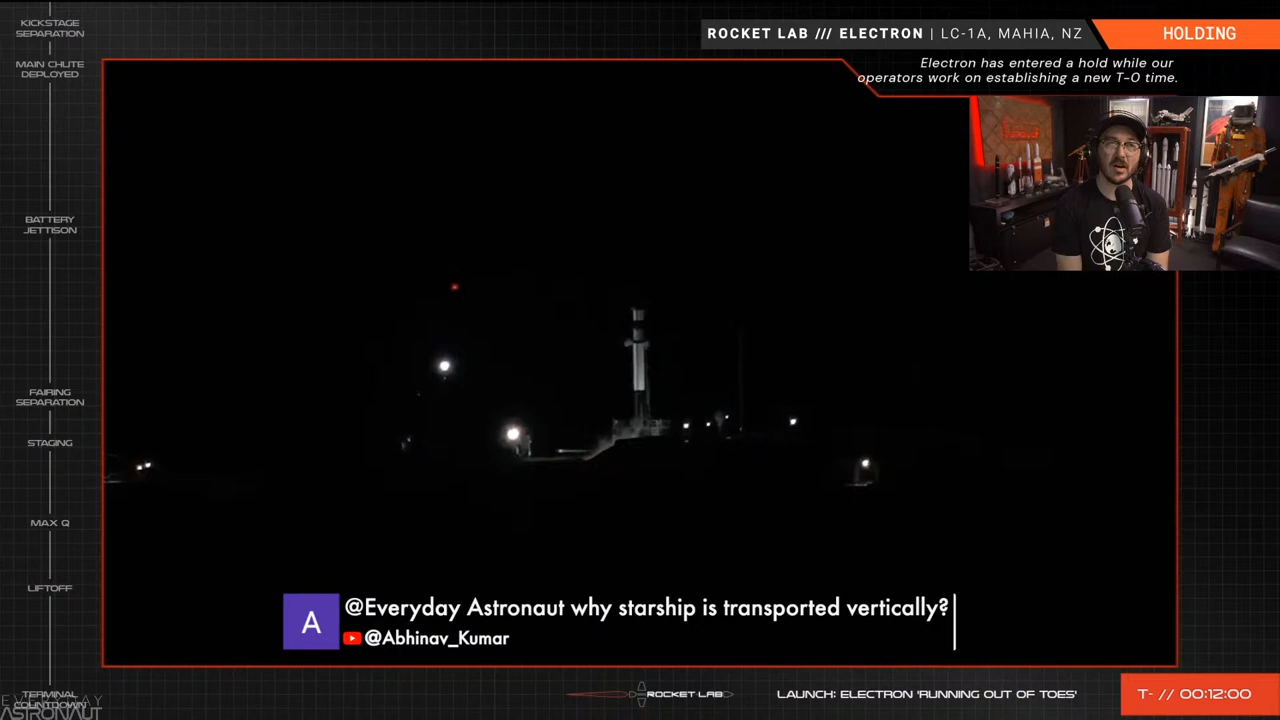 KICKSTAGE
SEPARATION
MAIN CHUTE
DEPLOYED
BATTERY
JETTISON
FAIRING
SEPARATION
STAGING
MAX Q
LIFTOFF
TERMINAL
COUNTDOWN
EVERYDAY
ASTRONAUT
ROCKET LAB /// ELECTRON | LC-1A, MAHIA, NZ
HOLDING
Electron has entered a hold while our
operators work on establishing a new T-0 time.
A
@Everyday Astronaut why starship is transported vertically?
@Abhinav_Kumar
ROCKET LAB
LAUNCH: ELECTRON 'RUNNING OUT OF TOES'
T- // 00:12:00